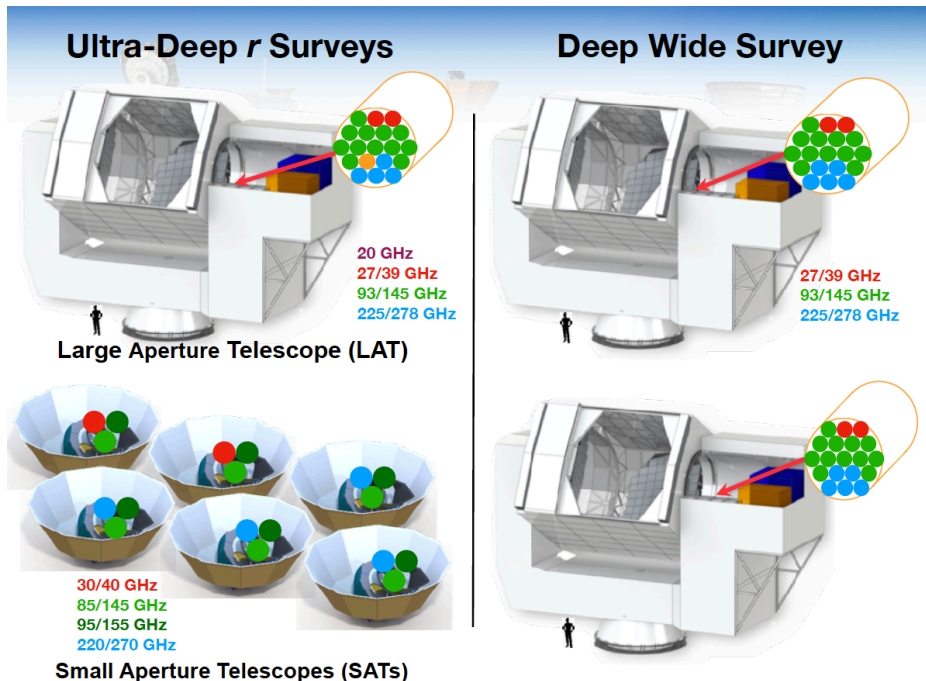 Ultra-Deep r Surveys
Deep Wide Survey
20 GHz
27/39 GHz
93/145 GHz
225/278 GHz
Large Aperture Telescope (LAT)
27/39 GHz
93/145 GHz
225/278 GHz
30/40 GHz
85/145 GHz
95/155 GHz
220/270 GHz
Small Aperture Telescopes (SATs)